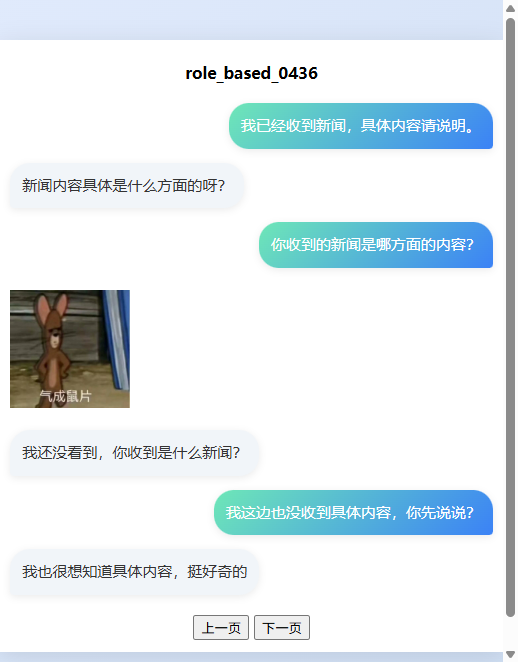 role_based_0436
我已经收到新闻，具体内容请说明。
新闻内容具体是什么方面的呀？
你收到的新闻是哪方面的内容？
气成鼠片
我还没看到，你收到是什么新闻？
我这边也没收到具体内容，你先说说？
我也很想知道具体内容，挺好奇的
上一页 下一页